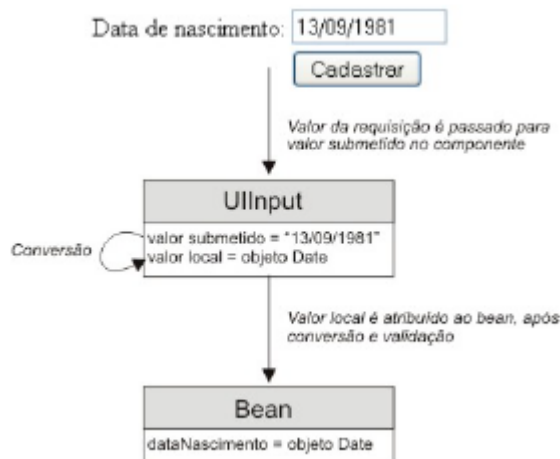 Data de nascimento: 13/09/1981
Cadastrar
Valor da requisição é passado para
valor submetido no componente
UIInput
Conversão
valor submetido = "13/09/1981"
valor local = objeto Date
Valor local é atribuído ao bean, após
conversão e validação
Bean
dataNascimento = objeto Date